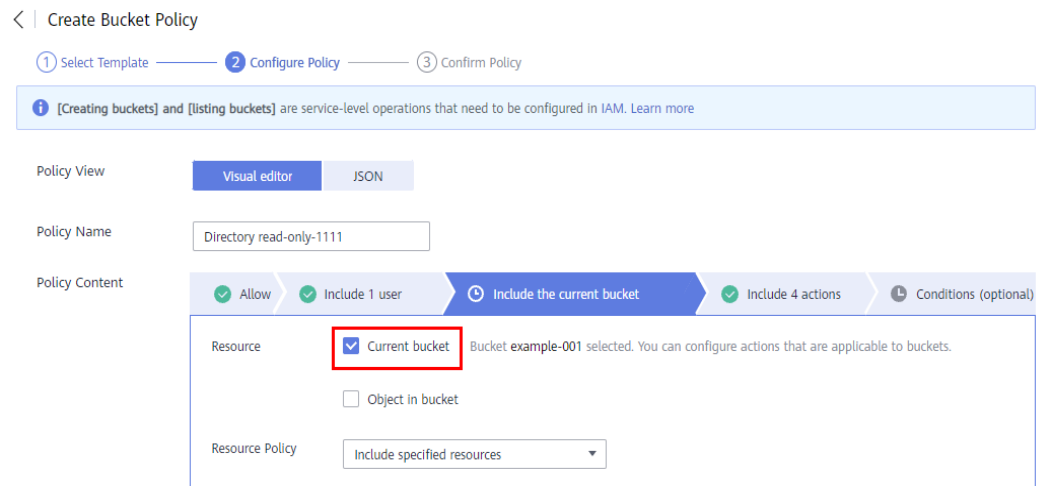 Create Bucket Policy
1 Select Template 2 Configure Policy 3 Confirm Policy
[Creating buckets] and [listing buckets] are service-level operations that need to be configured in IAM. Learn more
Policy View Visual editor JSON
Policy Name Directory read-only-1111
Policy Content Allow Include 1 user Include the current bucket Include 4 actions Conditions (optional)
Resource Current bucket Bucket example-001 selected. You can configure actions that are applicable to buckets.
Object in bucket
Resource Policy Include specified resources